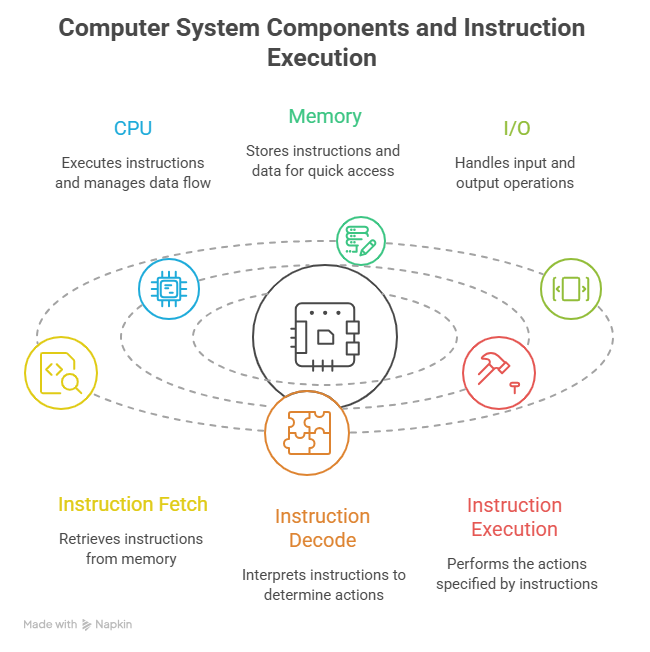 Computer System Components and Instruction
Execution
CPU
Executes instructions
and manages data flow
Memory
Stores instructions and
data for quick access
I/O
Handles input and
output operations
Instruction Fetch
Retrieves instructions
from memory
Instruction
Decode
Interprets instructions to
determine actions
Instruction
Execution
Performs the actions
specified by instructions
Made with Napkin